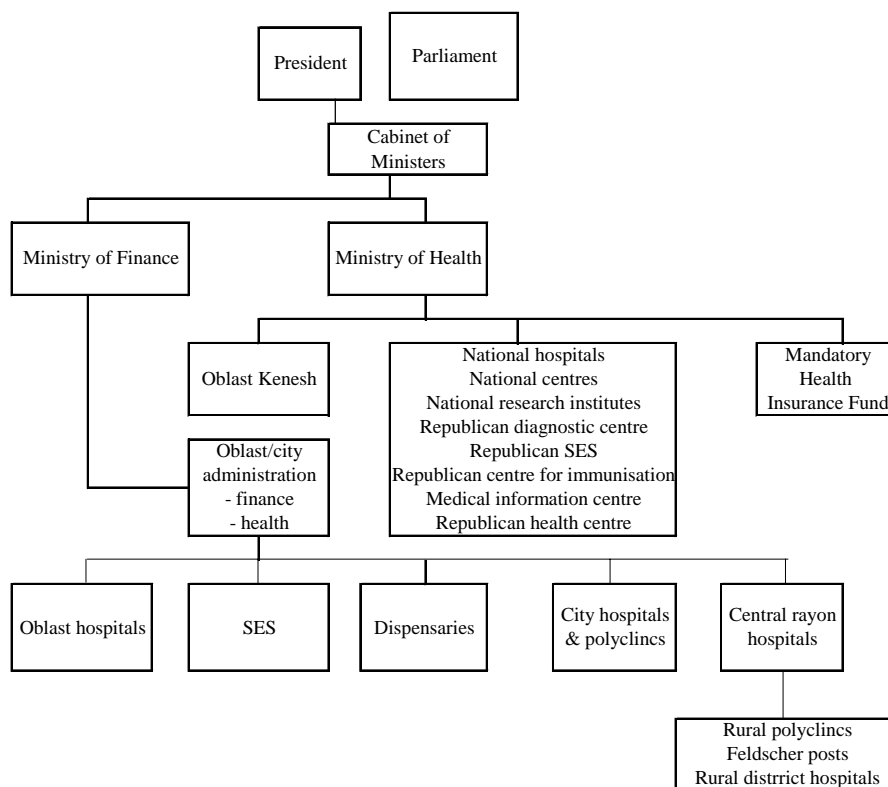 President
Parliament
Cabinet of
Ministers
Ministry of Finance
Ministry of Health
Oblast Kenesh
National hospitals
National centres
National research institutes
Republican diagnostic centre
Republican SES
Republican centre for immunisation
Medical information centre
Republican health centre
Mandatory
Health
Insurance Fund
Oblast/city
administration
- finance
- health
Oblast hospitals
SES
Dispensaries
City hospitals
& polyclincs
Central rayon
hospitals
Rural polyclincs
Feldscher posts
Rural distrrict hospitals